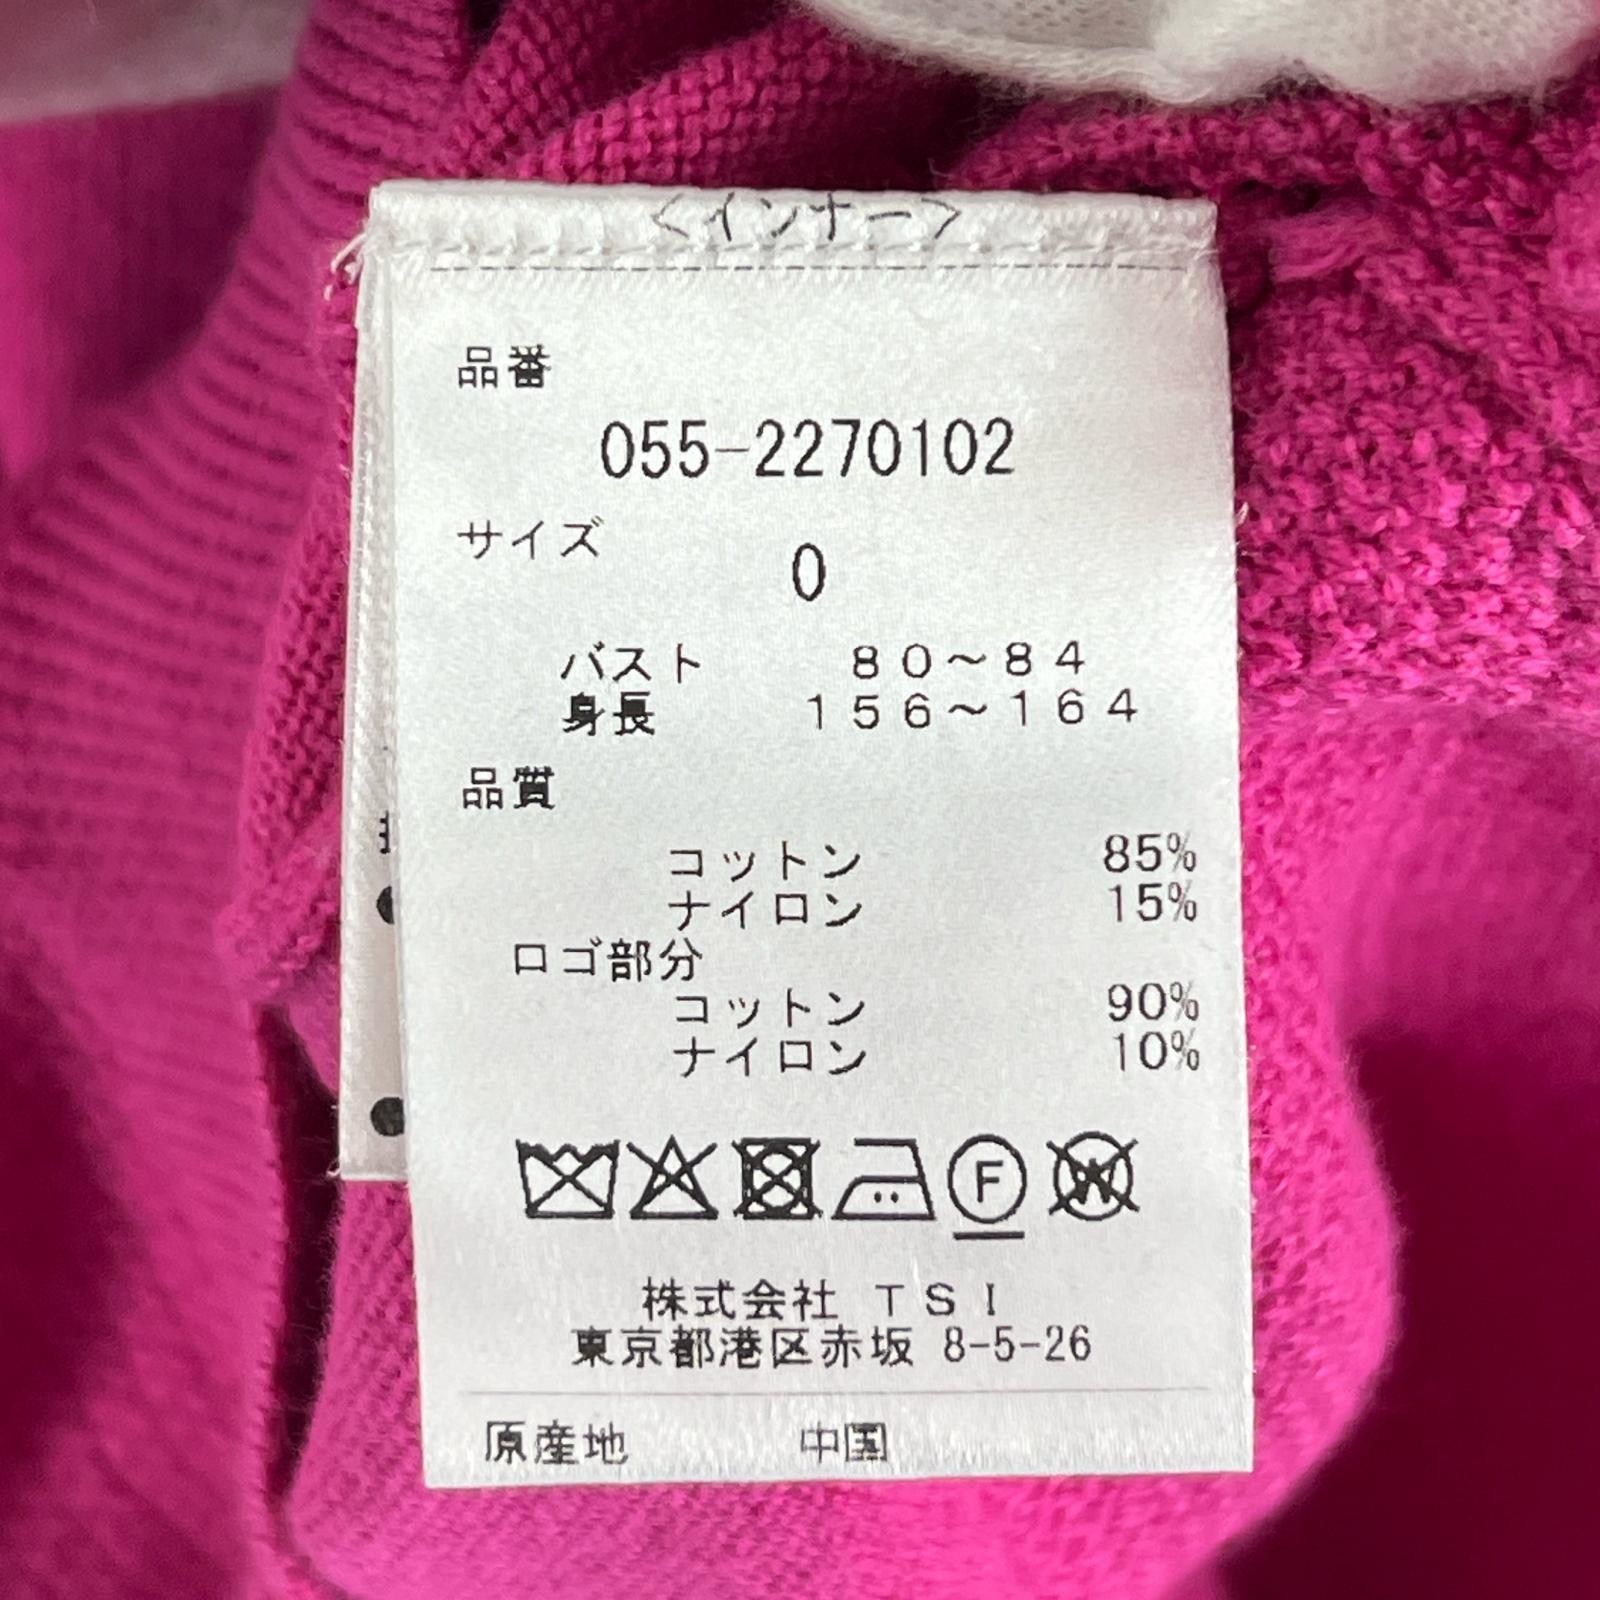 <インナー>
品番
055-2270102
サイズ
0
バスト 80~84
身長 156~164
品質
コットン 85%
ナイロン 15%
ロゴ部分
コットン 90%
ナイロン 10%
F W
株式会社 TSI
東京都港区赤坂 8-5-26
原産地 中国